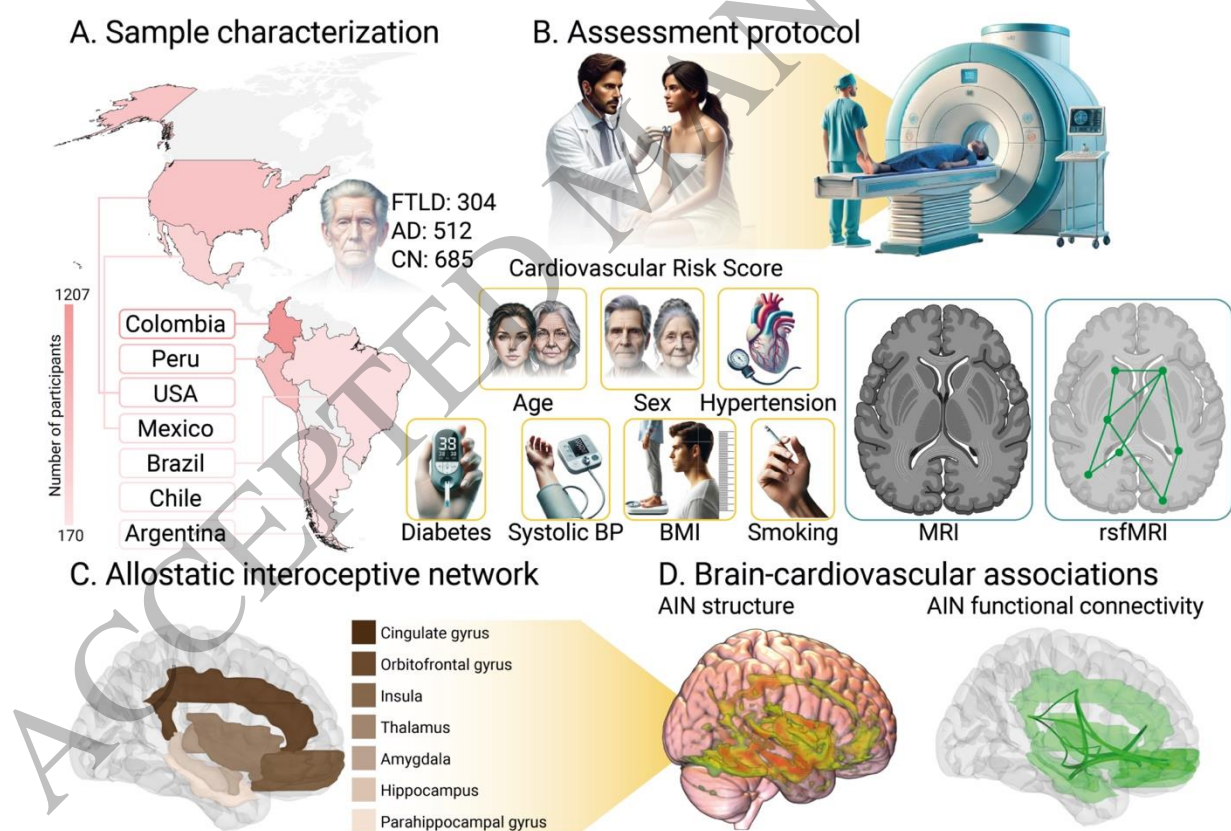 A. Sample characterization
FTLD: 304
AD: 512
CN: 685
1207
Number of participants
170
Colombia
Peru
USA
Mexico
Brazil
Chile
Argentina
B. Assessment protocol
Cardiovascular Risk Score
Age
Sex
Hypertension
Diabetes
Systolic BP
BMI
Smoking
MRI
rsfMRI
C. Allostatic interoceptive network
Cingulate gyrus
Orbitofrontal gyrus
Insula
Thalamus
Amygdala
Hippocampus
Parahippocampal gyrus
D. Brain-cardiovascular associations
AIN structure
AIN functional connectivity
ACCEPTED MAN